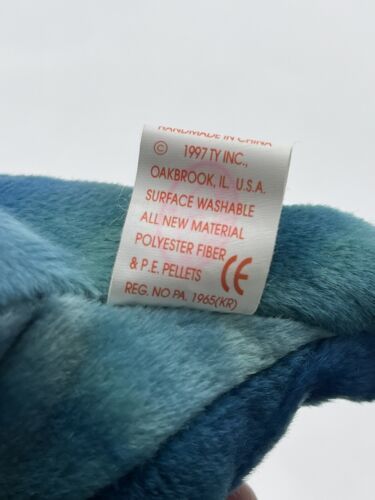 HANDMADE IN CHINA
© 1997 TY INC.,
OAKBROOK, IL. U.S.A.
SURFACE WASHABLE
ALL NEW MATERIAL
POLYESTER FIBER
& P.E. PELLETS CE
REG. NO PA. 1965(KR)